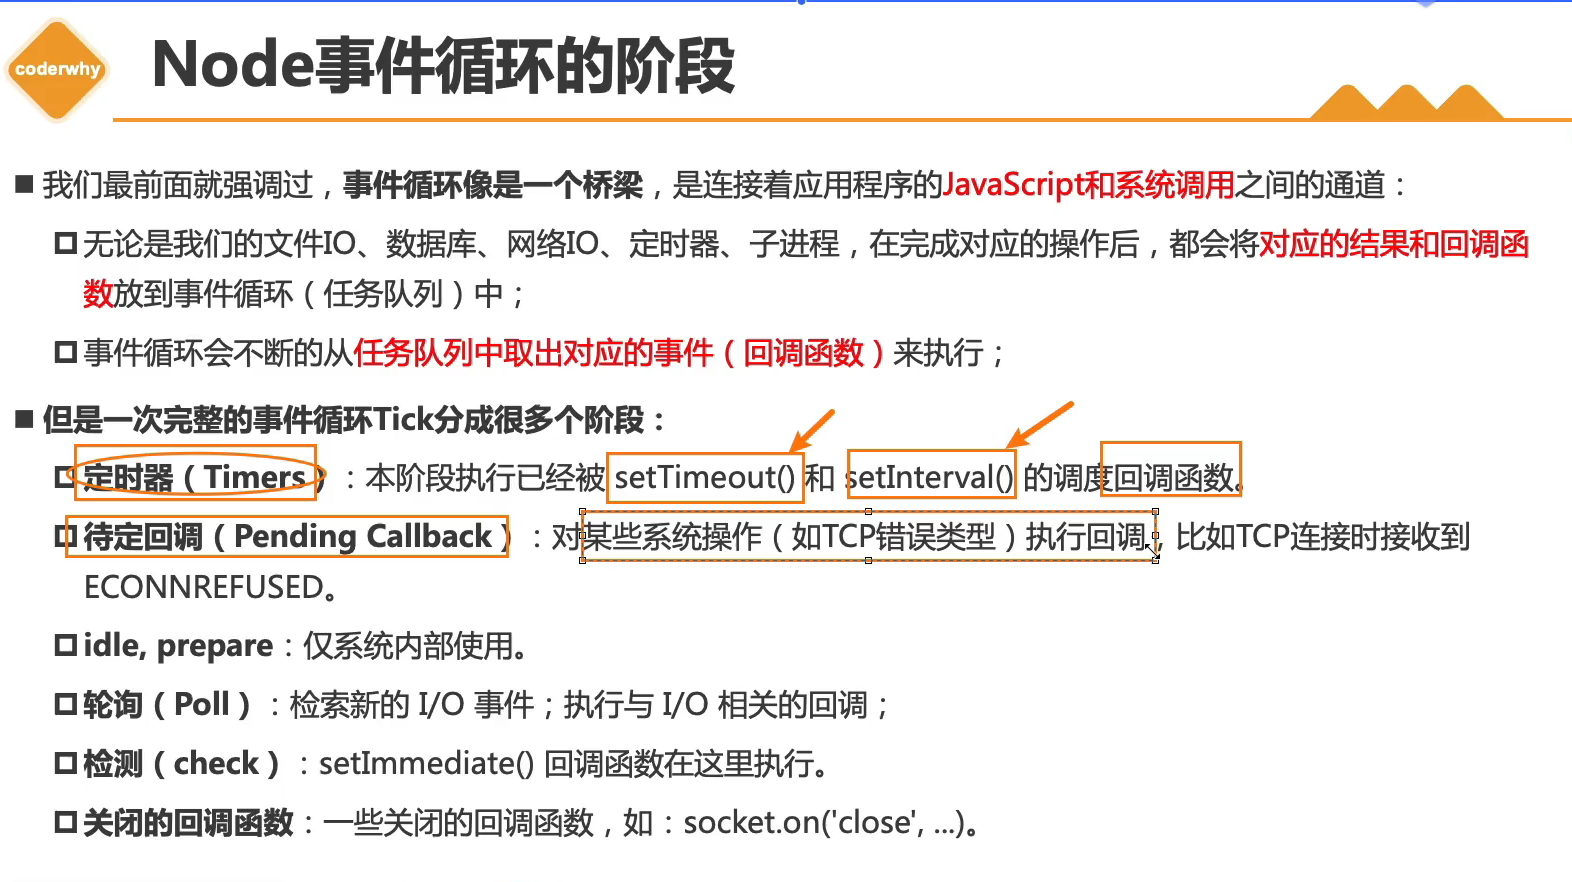 coderwhy
Node事件循环的阶段
我们最前面就强调过，事件循环像是一个桥梁，是连接着应用程序的JavaScript和系统调用之间的通道：
无论是我们的文件IO、数据库、网络IO、定时器、子进程，在完成对应的操作后，都会将对应的结果和回调函
数放到事件循环（任务队列）中；
事件循环会不断的从任务队列中取出对应的事件（回调函数）来执行；
但是一次完整的事件循环Tick分成很多个阶段：
定时器（Timers）：本阶段执行已经被 setTimeout() 和 setInterval() 的调度回调函数。
待定回调（Pending Callback）：对某些系统操作（如TCP错误类型）执行回调，比如TCP连接时接收到
ECONNREFUSED。
idle, prepare：仅系统内部使用。
轮询（Poll）：检索新的 I/O 事件；执行与 I/O 相关的回调；
检测（check）：setImmediate() 回调函数在这里执行。
关闭的回调函数：一些关闭的回调函数，如：socket.on('close', ...)。